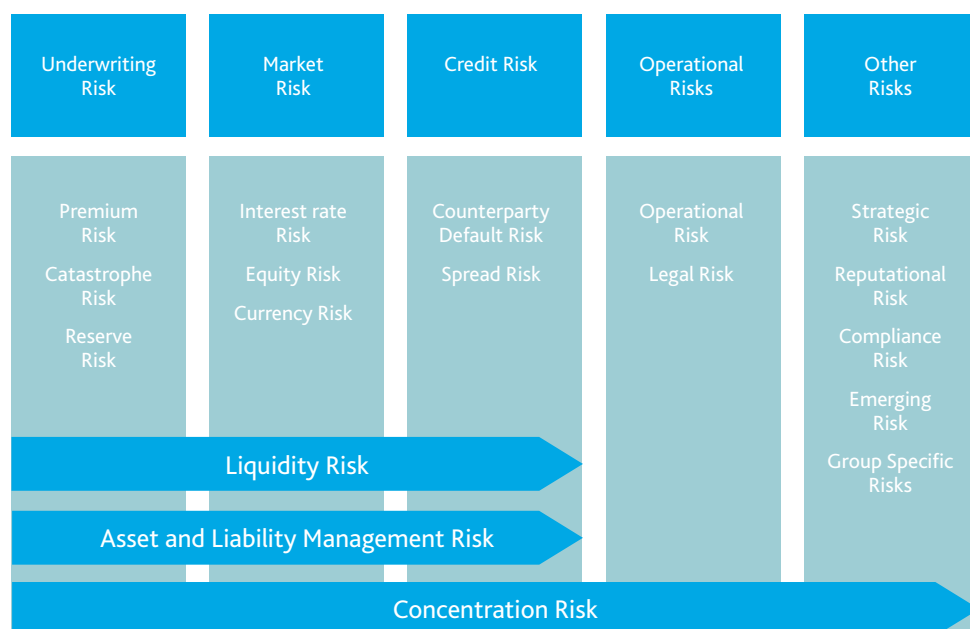 Underwriting
Risk
Market
Risk
Credit Risk
Operational
Risks
Other
Risks
Premium
Risk
Catastrophe
Risk
Reserve
Risk
Interest rate
Risk
Equity Risk
Currency Risk
Counterparty
Default Risk
Spread Risk
Operational
Risk
Legal Risk
Strategic
Risk
Reputational
Risk
Compliance
Risk
Emerging
Risk
Group Specific
Risks
Liquidity Risk
Asset and Liability Management Risk
Concentration Risk